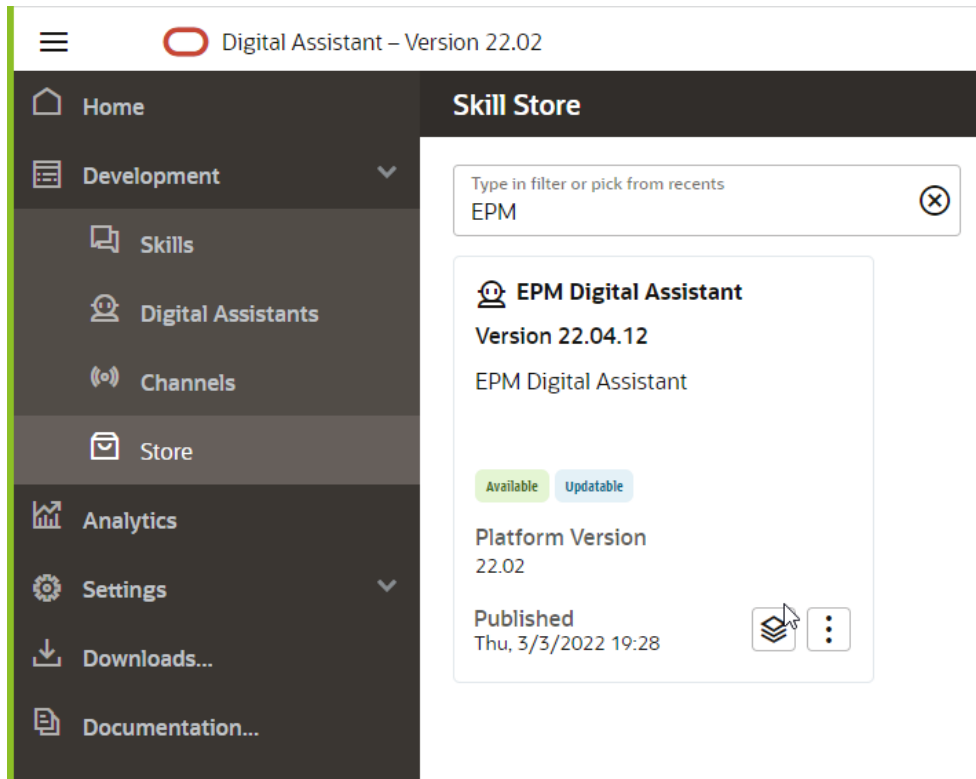 Digital Assistant – Version 22.02
Home
Development
Skills
Digital Assistants
Channels
Store
Analytics
Settings
Downloads...
Documentation...
Skill Store
Type in filter or pick from recents
EPM
EPM Digital Assistant
Version 22.04.12
EPM Digital Assistant
Available Updatable
Platform Version
22.02
Published
Thu, 3/3/2022 19:28